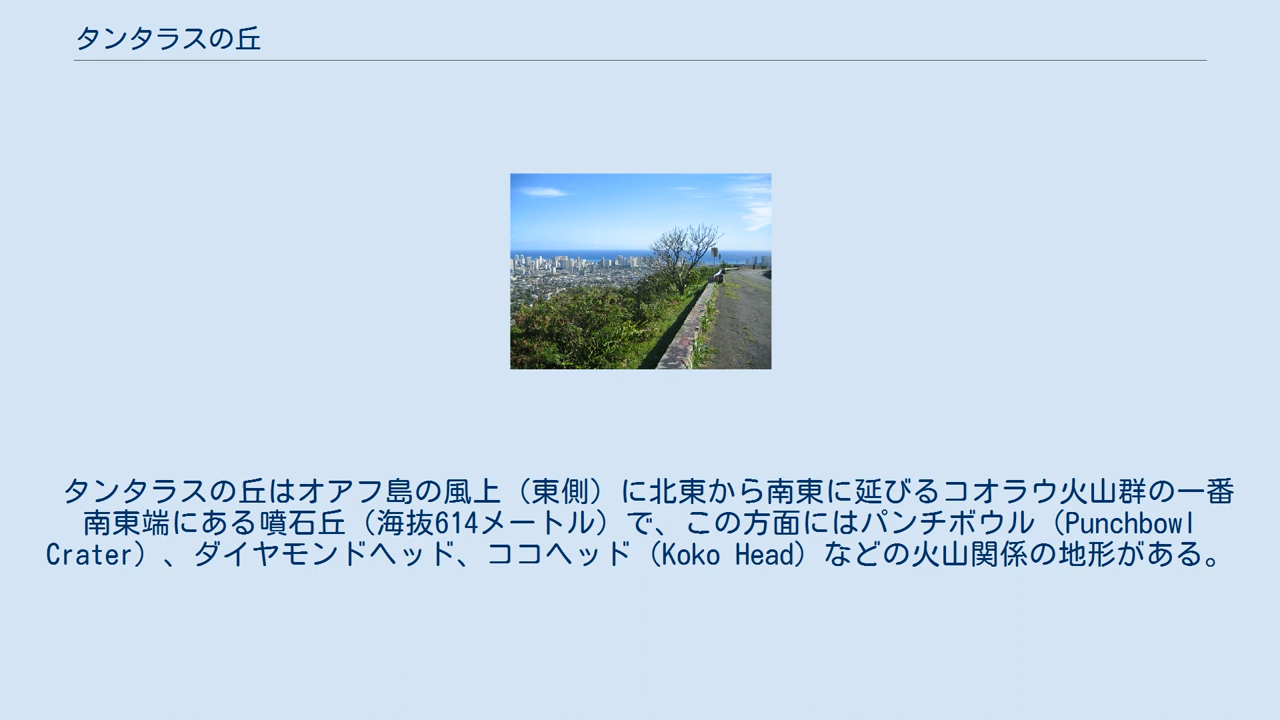 タンタラスの丘
タンタラスの丘はオアフ島の風上（東側）に北東から南東に延びるコオラウ火山群の一番
南東端にある噴石丘（海抜614メートル）で、この方面にはパンチボウル（Punchbowl
Crater）、ダイヤモンドヘッド、ココヘッド（Koko Head）などの火山関係の地形がある。